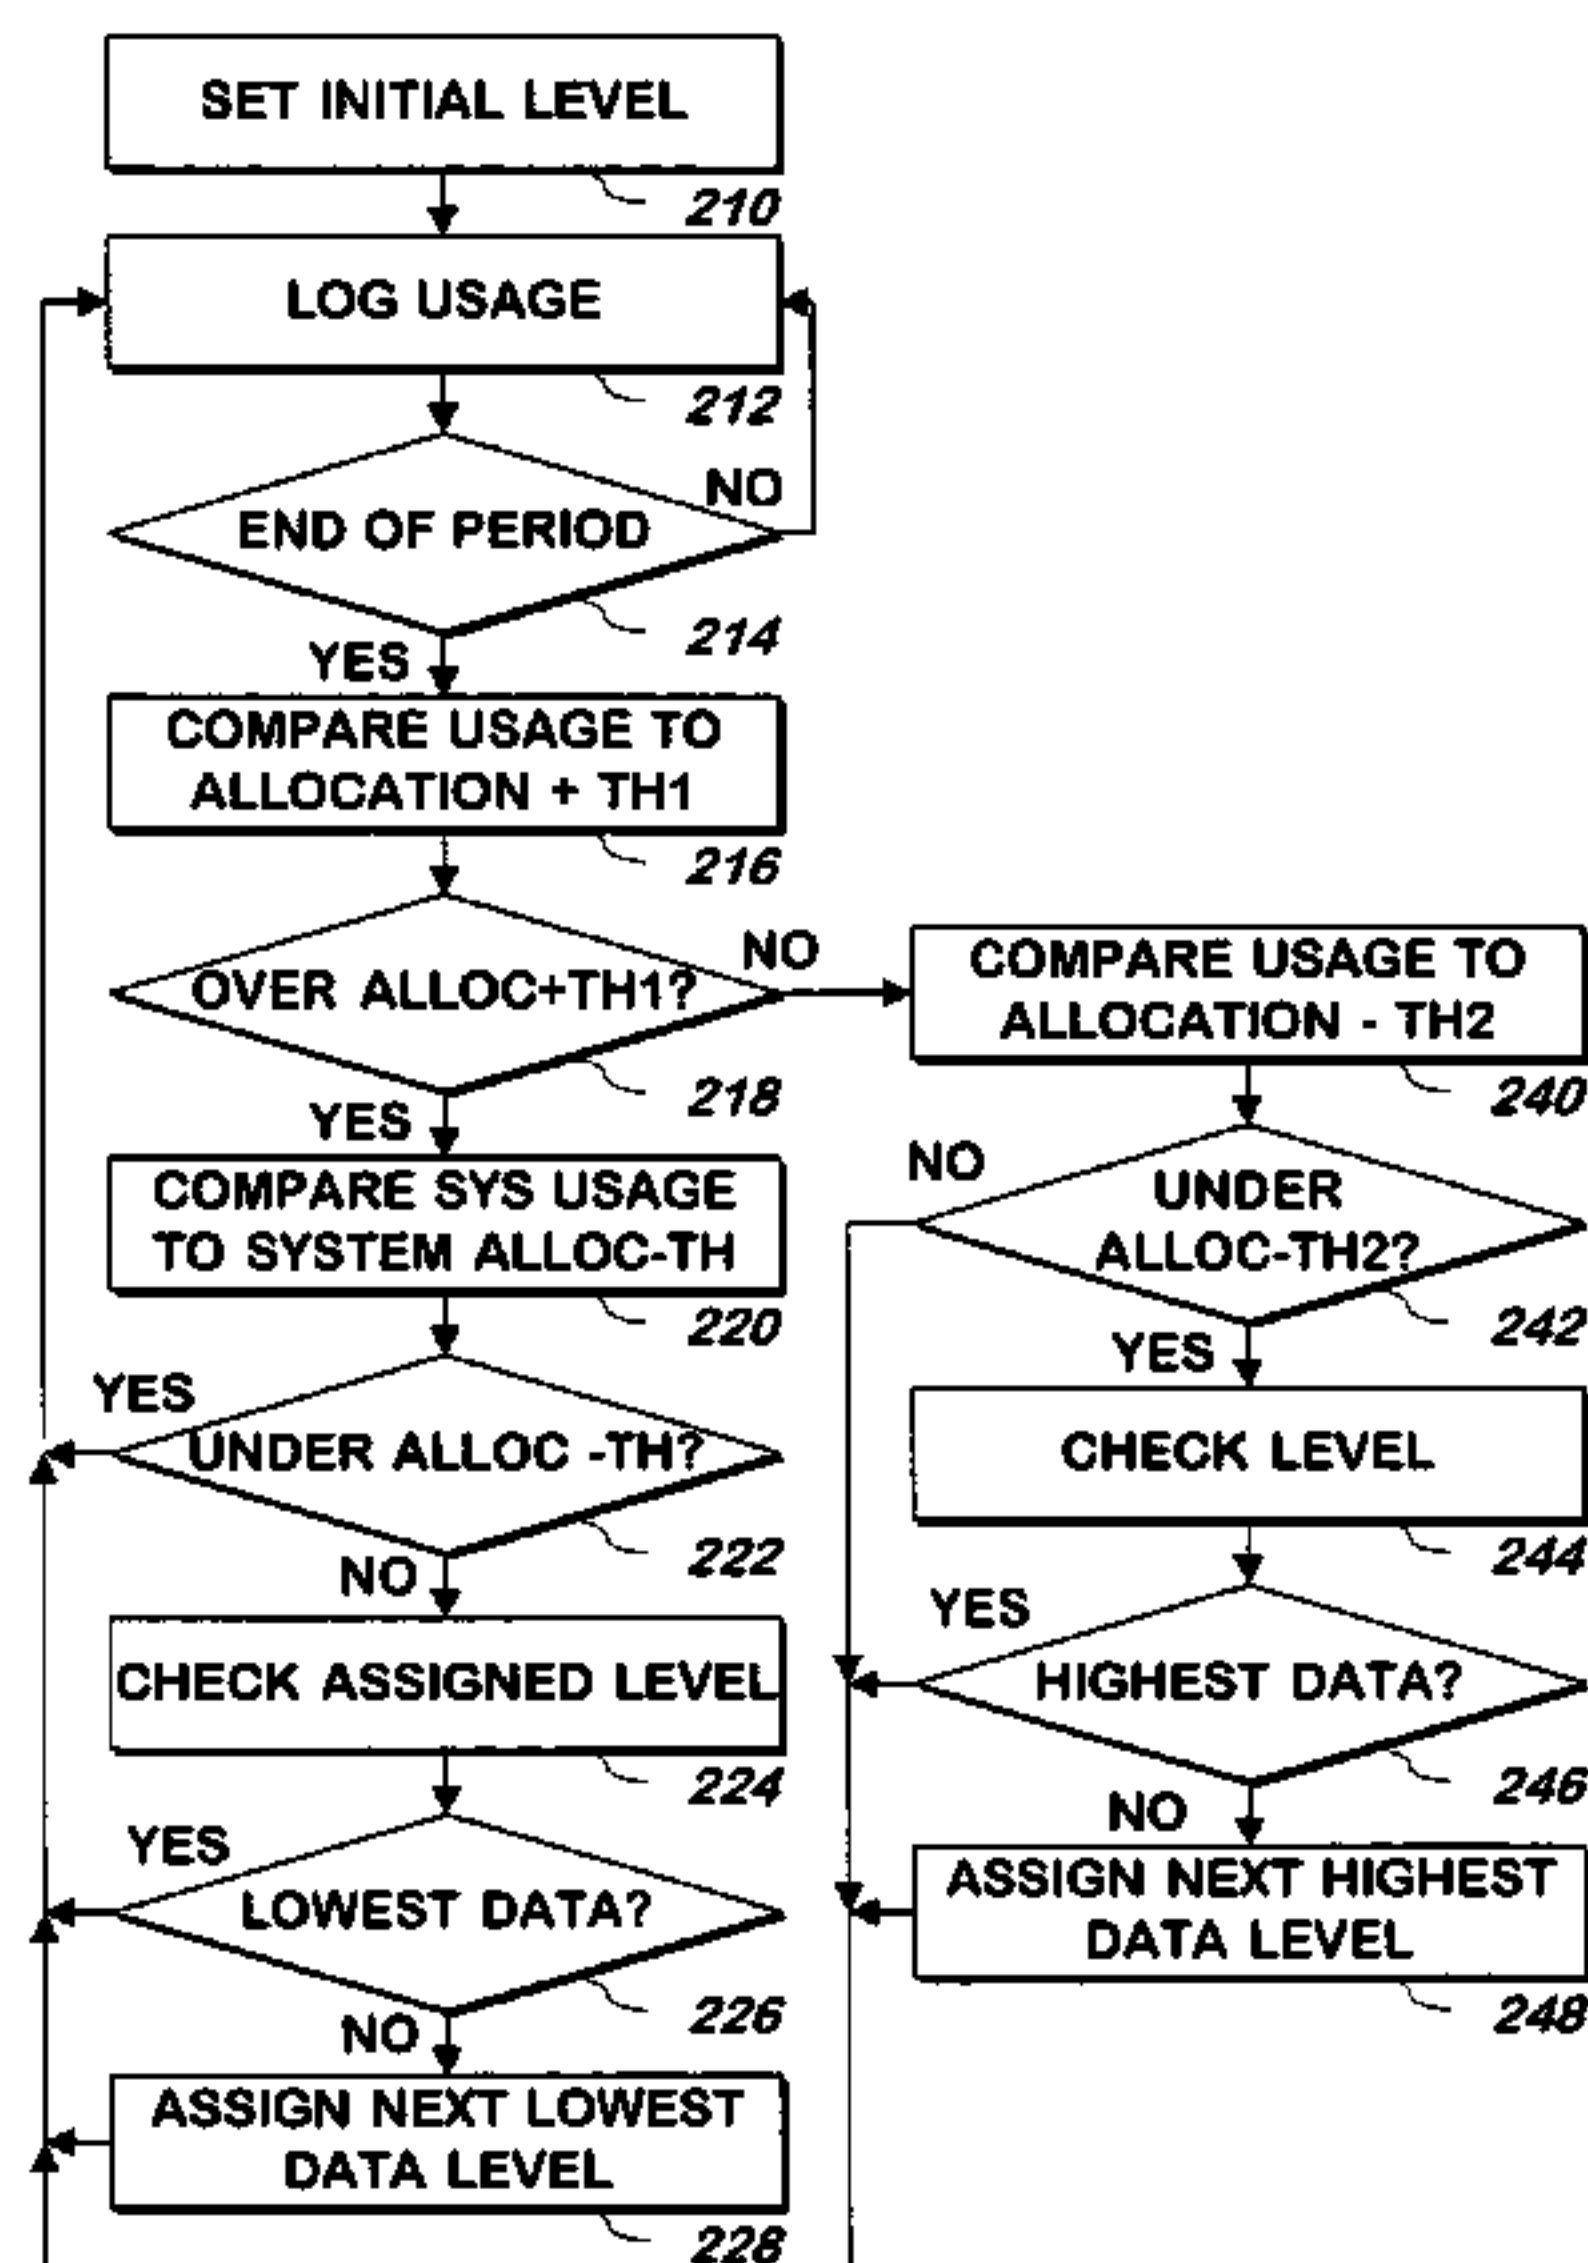 SET INITIAL LEVEL
210
LOG USAGE
212
NO
END OF PERIOD
214
YES
COMPARE USAGE TO
ALLOCATION + TH1
216
NO
OVER ALLOC+TH1?
218
YES
COMPARE SYS USAGE
TO SYSTEM ALLOC-TH
220
YES
UNDER ALLOC -TH?
222
NO
CHECK ASSIGNED LEVEL
224
YES
LOWEST DATA?
226
NO
ASSIGN NEXT LOWEST
DATA LEVEL
228
COMPARE USAGE TO
ALLOCATION - TH2
240
NO
UNDER
ALLOC-TH2?
242
YES
CHECK LEVEL
244
YES
HIGHEST DATA?
246
NO
ASSIGN NEXT HIGHEST
DATA LEVEL
248